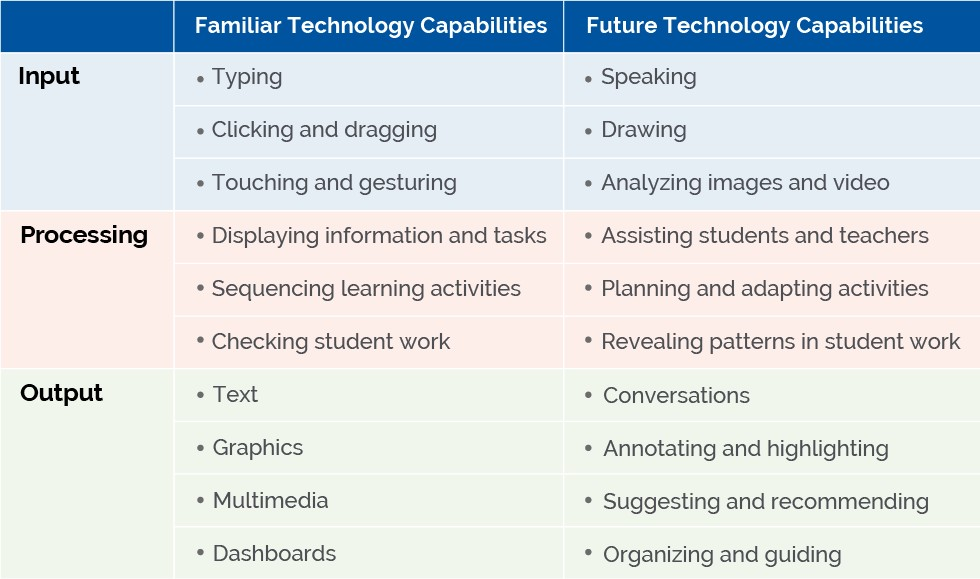 Familiar Technology Capabilities Future Technology Capabilities
Input • Typing • Speaking
• Clicking and dragging • Drawing
• Touching and gesturing • Analyzing images and video
Processing • Displaying information and tasks • Assisting students and teachers
• Sequencing learning activities • Planning and adapting activities
• Checking student work • Revealing patterns in student work
Output • Text • Conversations
• Graphics • Annotating and highlighting
• Multimedia • Suggesting and recommending
• Dashboards • Organizing and guiding